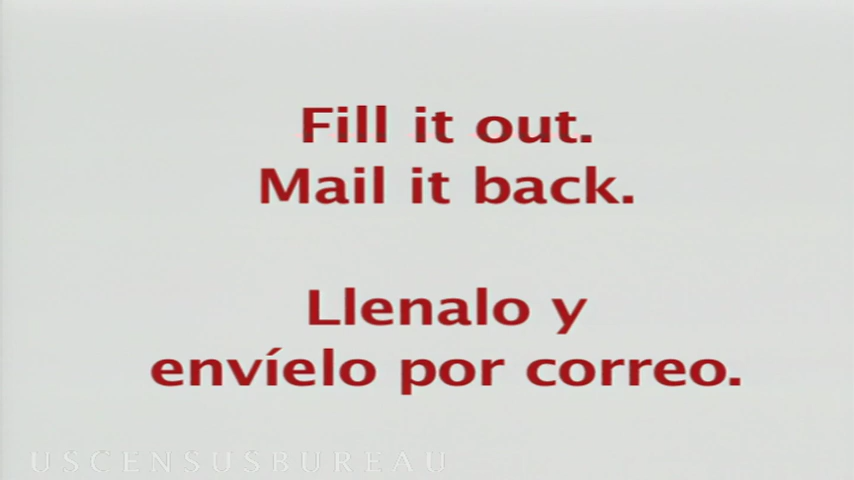 Fill it out.
Mail it back.
Llenalo y
envíelo por correo.
USCENSUSBUREAU